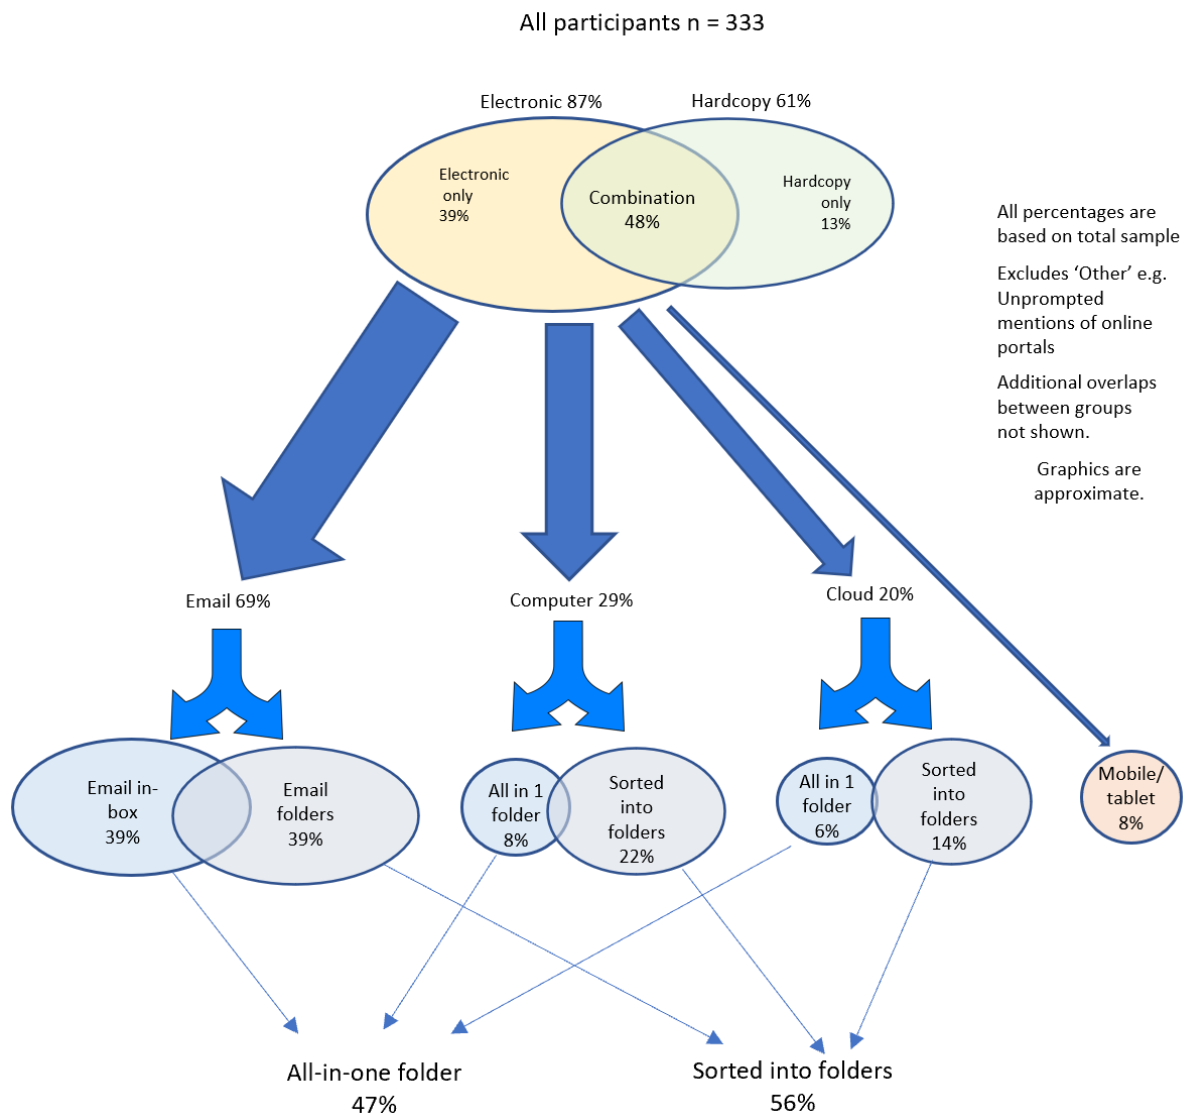 All participants n = 333
Electronic 87%
Hardcopy 61%
Electronic
only
39%
Combination
48%
Hardcopy
only
13%
All percentages are
based on total sample
Excludes ‘Other’ e.g.
Unprompted
mentions of online
portals
Additional overlaps
between groups
not shown.
Graphics are
approximate.
Email 69%
Computer 29%
Cloud 20%
Email in-
box
39%
Email
folders
39%
All in 1
folder
8%
Sorted
into
folders
22%
All in 1
folder
6%
Sorted
into
folders
14%
Mobile/
tablet
8%
All-in-one folder
47%
Sorted into folders
56%